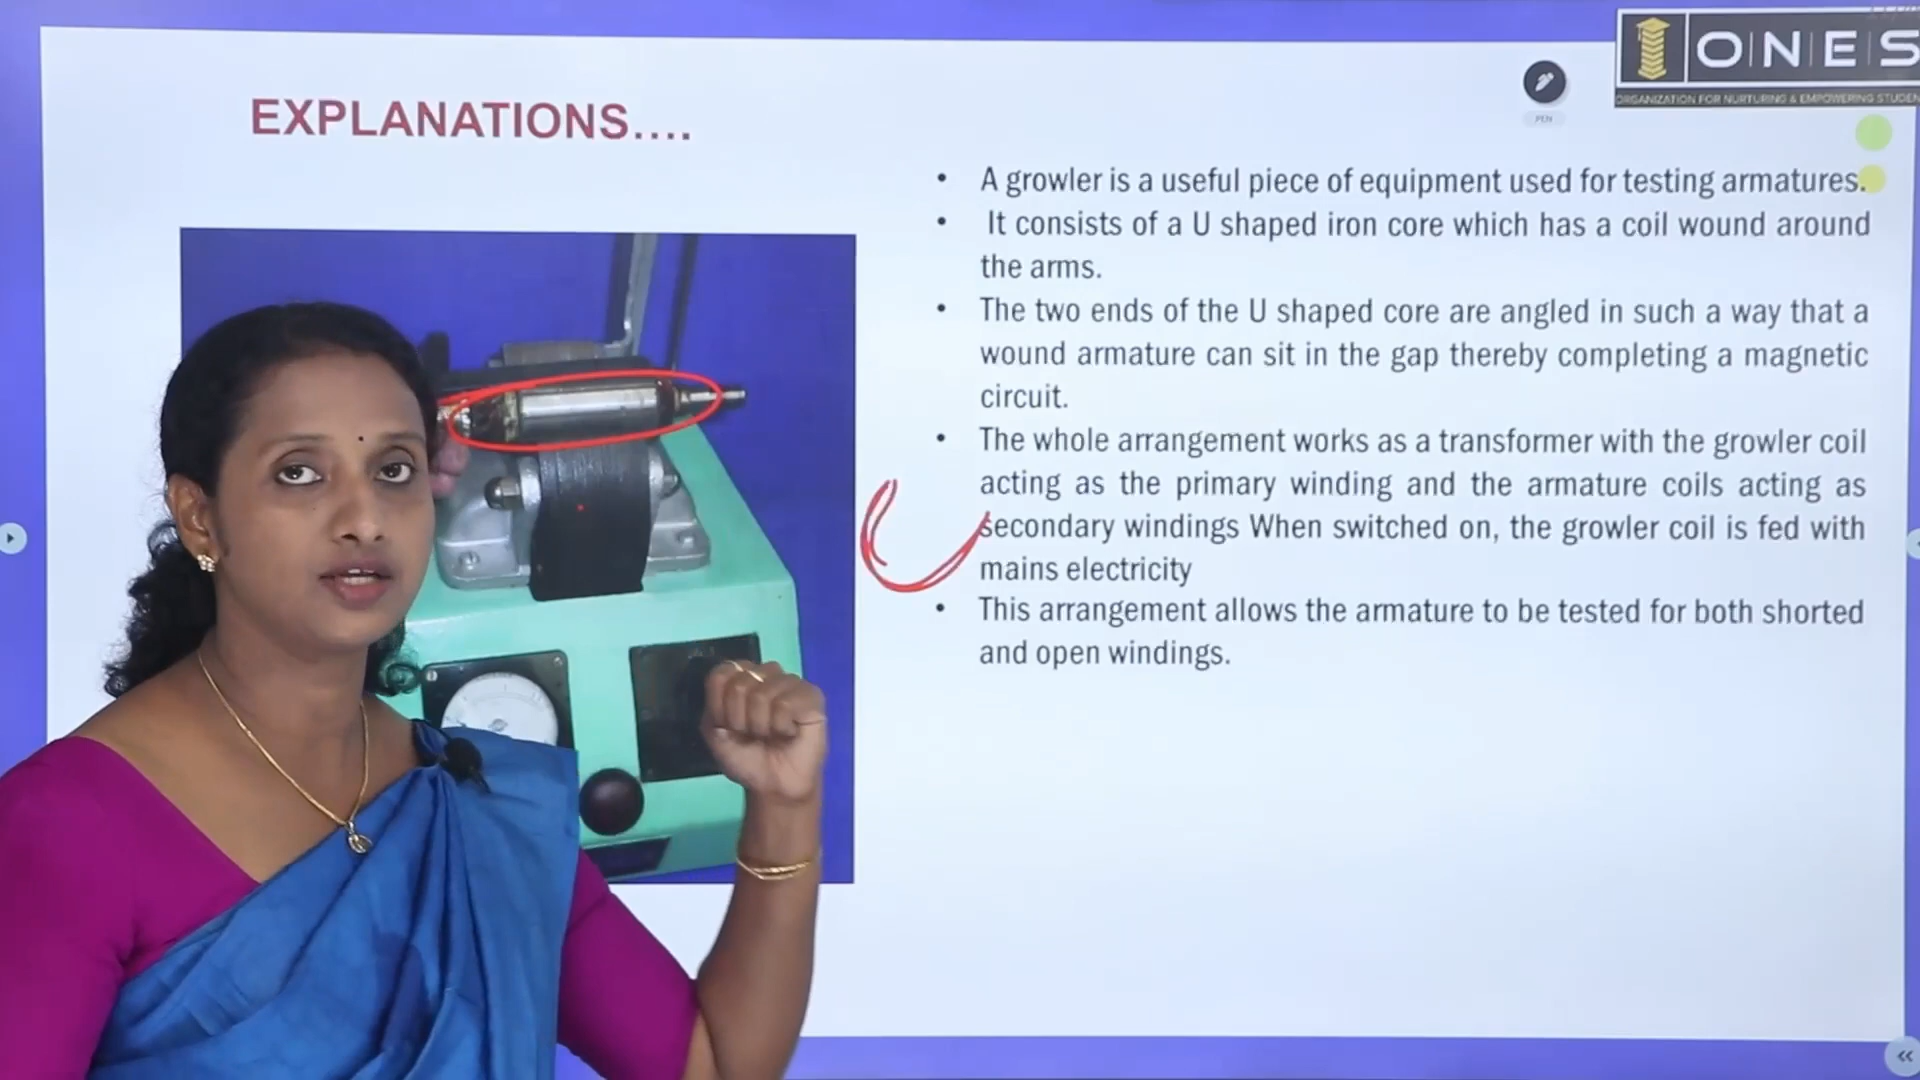 ONES
ORGANIZATION FOR NURTURING & EMPOWERING STUDEN
PEN
EXPLANATIONS....
• A growler is a useful piece of equipment used for testing armatures.
• It consists of a U shaped iron core which has a coil wound around
the arms.
• The two ends of the U shaped core are angled in such a way that a
wound armature can sit in the gap thereby completing a magnetic
circuit.
• The whole arrangement works as a transformer with the growler coil
acting as the primary winding and the armature coils acting as
secondary windings When switched on, the growler coil is fed with
mains electricity
• This arrangement allows the armature to be tested for both shorted
and open windings.